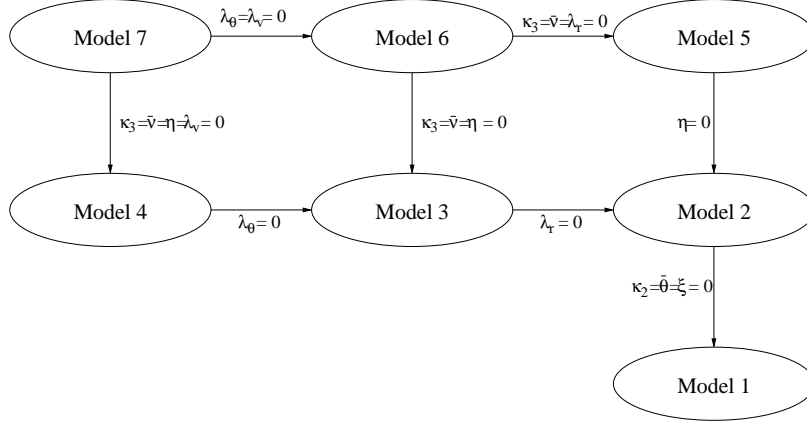 Model 7
λθ=λv= 0
Model 6
κ3=ν̄=λr= 0
Model 5
κ3=ν̄=η=λv= 0
κ3=ν̄=η = 0
η= 0
Model 4
λθ= 0
Model 3
λr= 0
Model 2
κ2=θ̄=ξ= 0
Model 1